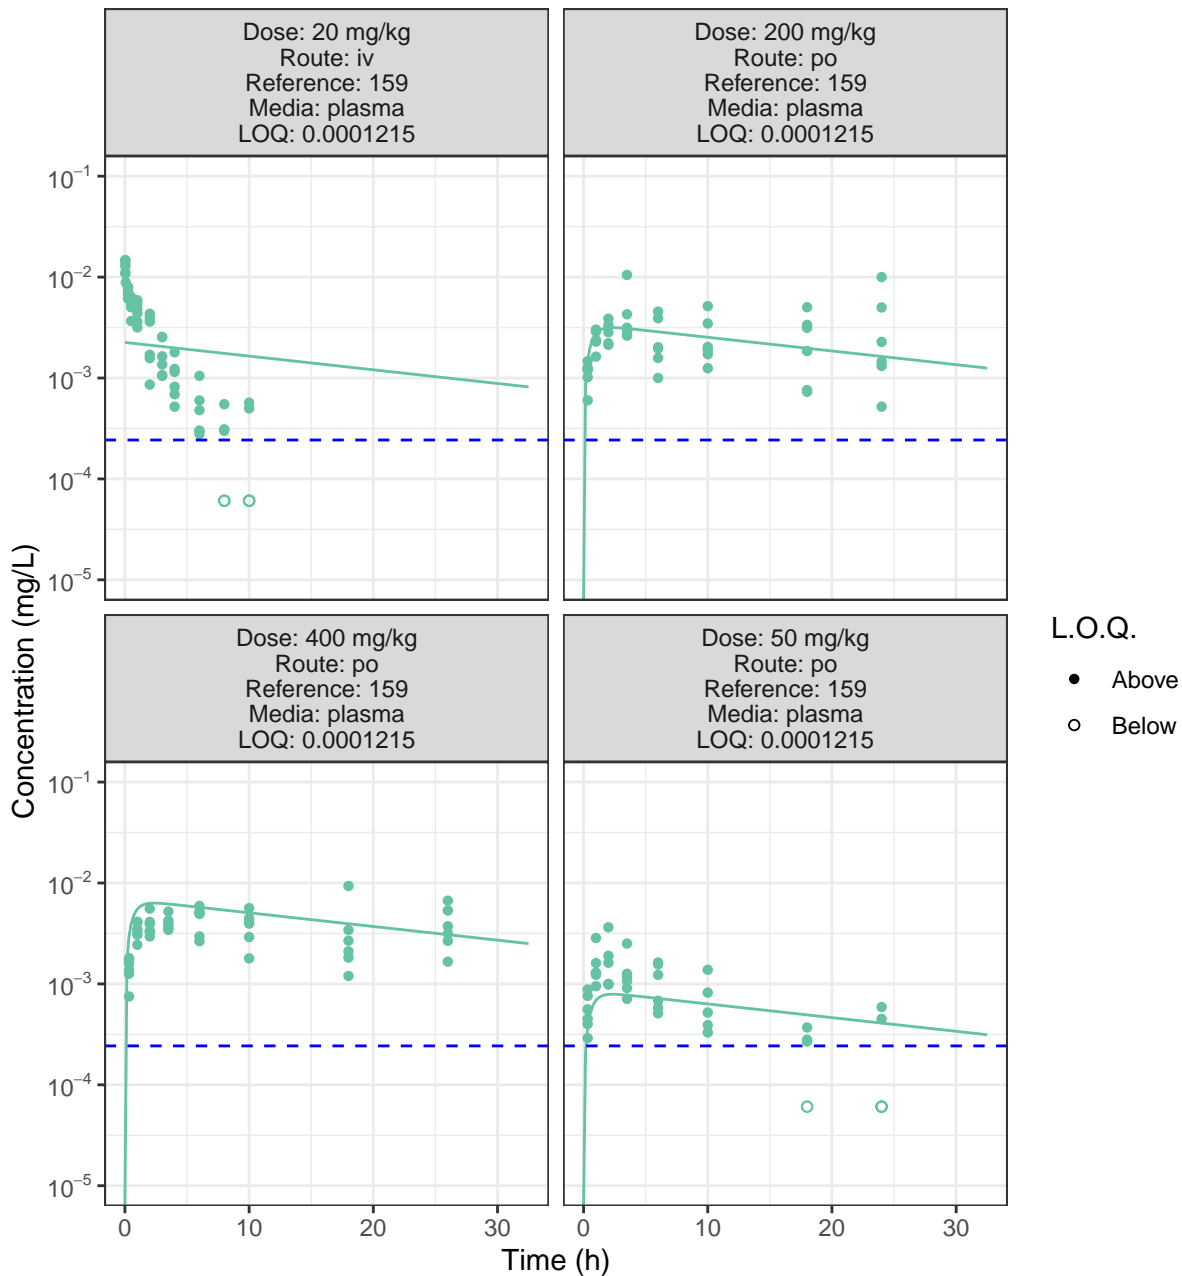 Dose: 20 mg/kg
Route: iv
Reference: 159
Media: plasma
LOQ: 0.0001215
Dose: 200 mg/kg
Route: po
Reference: 159
Media: plasma
LOQ: 0.0001215
10⁻¹
10⁻²
10⁻³
10⁻⁴
10⁻⁵
Dose: 400 mg/kg
Route: po
Reference: 159
Media: plasma
LOQ: 0.0001215
Dose: 50 mg/kg
Route: po
Reference: 159
Media: plasma
LOQ: 0.0001215
10⁻¹
10⁻²
10⁻³
10⁻⁴
10⁻⁵
0 10 20 30
0 10 20 30
Time (h)
Concentration (mg/L)
L.O.Q.
Above
Below